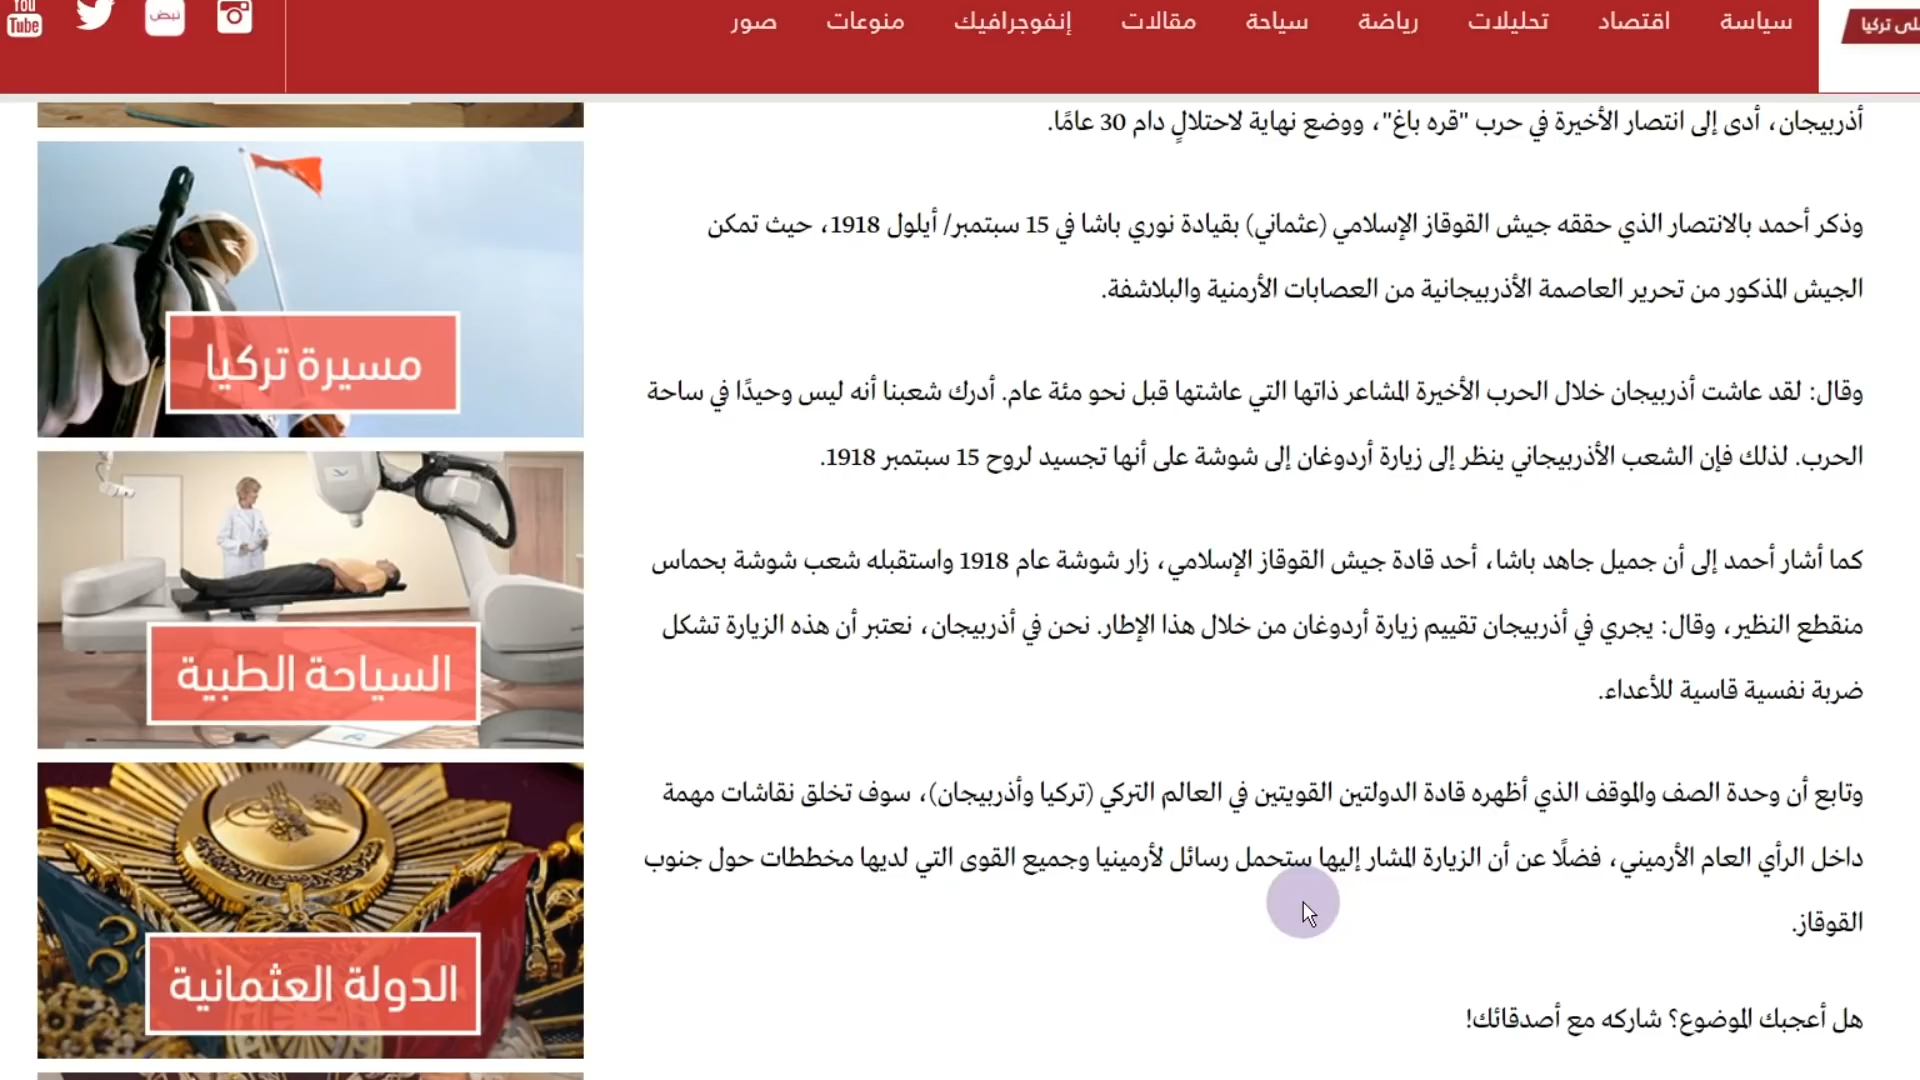 You
Tube
نبض
سياسة اقتصاد تحليلات رياضة سياحة مقالات إنفوجرافيك منوعات صور
تركيا
أذربيجان، أدى إلى انتصار الأخيرة في حرب "قره باغ"، ووضع نهاية لاحتلالٍ دام 30 عامًا.
وذكر أحمد بالانتصار الذي حققه جيش القوقاز الإسلامي (عثماني) بقيادة نوري باشا في 15 سبتمبر/ أيلول 1918، حيث تمكن
الجيش المذكور من تحرير العاصمة الأذربيجانية من العصابات الأرمنية والبلاشفة.
وقال: لقد عاشت أذربيجان خلال الحرب الأخيرة المشاعر ذاتها التي عاشتها قبل نحو مئة عام. أدرك شعبنا أنه ليس وحيدًا في ساحة
الحرب. لذلك فإن الشعب الأذربيجاني ينظر إلى زيارة أردوغان إلى شوشة على أنها تجسيد لروح 15 سبتمبر 1918.
كما أشار أحمد إلى أن جميل جاهد باشا، أحد قادة جيش القوقاز الإسلامي، زار شوشة عام 1918 واستقبله شعب شوشة بحماس
منقطع النظير، وقال: يجري في أذربيجان تقييم زيارة أردوغان من خلال هذا الإطار. نحن في أذربيجان، نعتبر أن هذه الزيارة تشكل
ضربة نفسية قاسية للأعداء.
وتابع أن وحدة الصف والموقف الذي أظهره قادة الدولتين القويتين في العالم التركي (تركيا وأذربيجان)، سوف تخلق نقاشات مهمة
داخل الرأي العام الأرميني، فضلًا عن أن الزيارة المشار إليها ستحمل رسائل لأرمينيا وجميع القوى التي لديها مخططات حول جنوب
القوقاز.
هل أعجبك الموضوع؟ شاركه مع أصدقائك!
مسيرة تركيا
السياحة الطبية
الدولة العثمانية